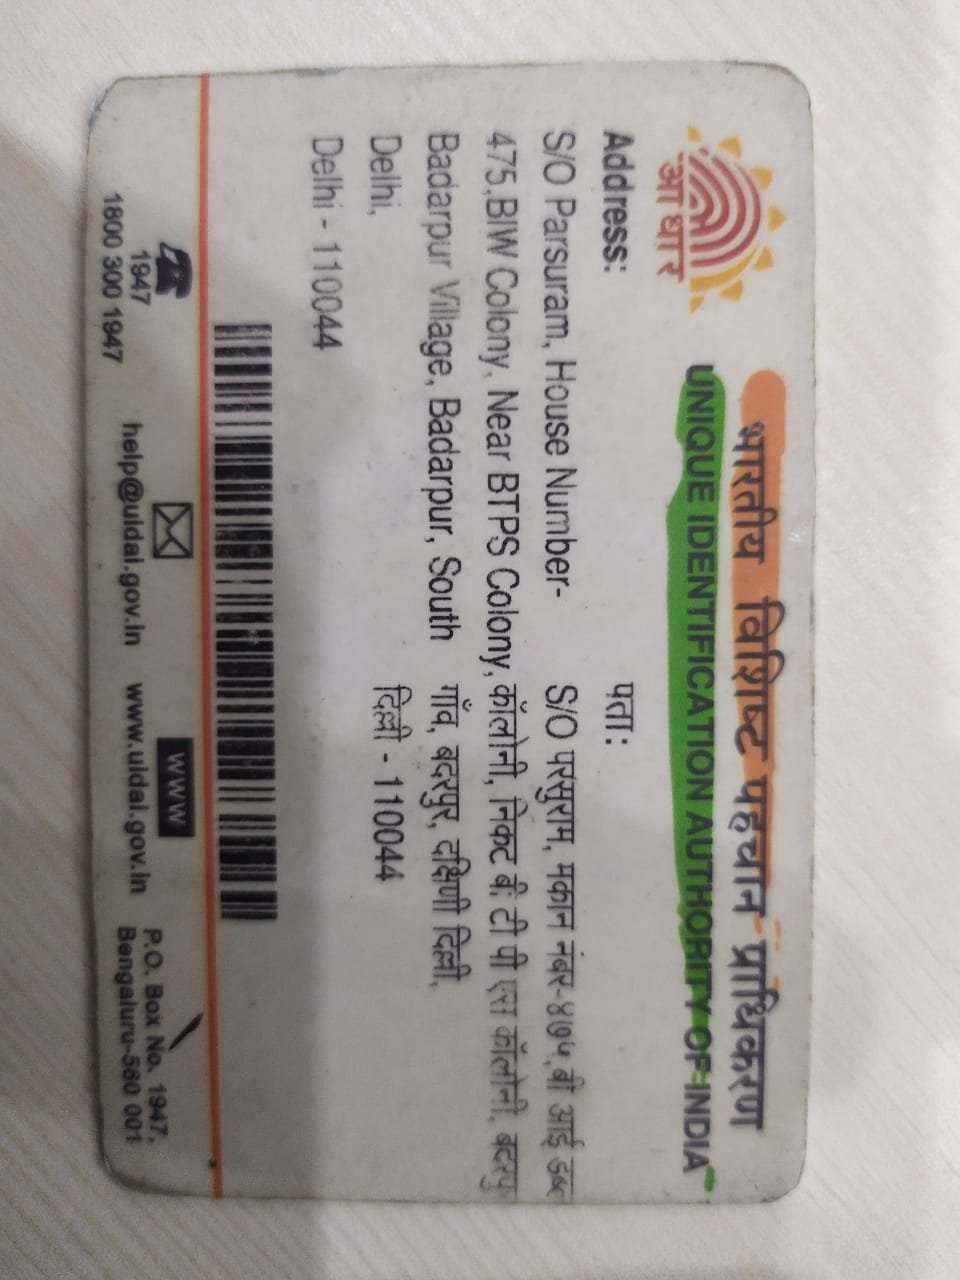 आधार
भारतीय विशिष्ट पहचान प्राधिकरण
UNIQUE IDENTIFICATION AUTHORITY OF INDIA
Address:
S/O Parsuram, House Number-
475,BIW Colony, Near BTPS Colony,
Badarpur Village, Badarpur, South
Delhi,
Delhi - 110044
पता:
S/O परसुराम, मकान नंबर-४७५,बी आई डब्
कॉलोनी, निकट बी टी पी एस कॉलोनी, बदरपु
गाँव, बदरपुर, दक्षिणी दिल्ली,
दिल्ली - 110044
1947
1800 300 1947
help@uidai.gov.in
www
www.uidai.gov.in
P.O. Box No. 1947,
Bengaluru-560 001